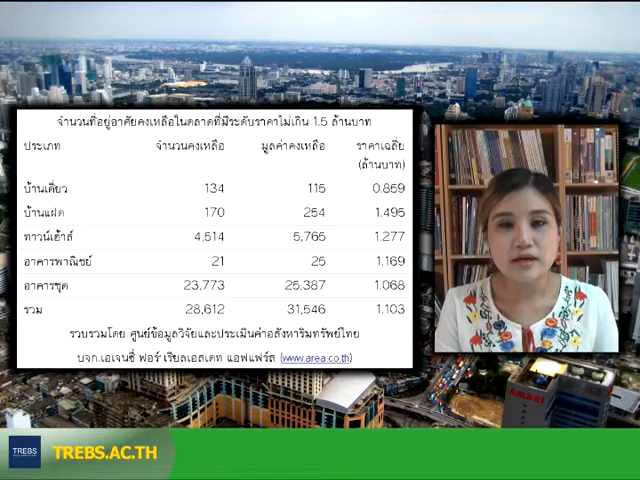 จำนวนที่อยู่อาศัยคงเหลือในตลาดที่มีระดับราคาไม่เกิน 1.5 ล้านบาท
ประเภท จำนวนคงเหลือ มูลค่าคงเหลือ ราคาเฉลี่ย
(ล้านบาท)
บ้านเดี่ยว 134 115 0.859
บ้านแฝด 170 254 1.495
ทาวน์เฮ้าส์ 4,514 5,765 1.277
อาคารพาณิชย์ 21 25 1.169
อาคารชุด 23,773 25,387 1.068
รวม 28,612 31,546 1.103
รวบรวมโดย ศูนย์ข้อมูลวิจัยและประเมินค่าอสังหาริมทรัพย์ไทย
บจก.เอเจนซี่ ฟอร์ เรียลเอสเตท แอฟแฟร์ส (www.area.co.th)
AMARI
TREBS TREBS.AC.TH